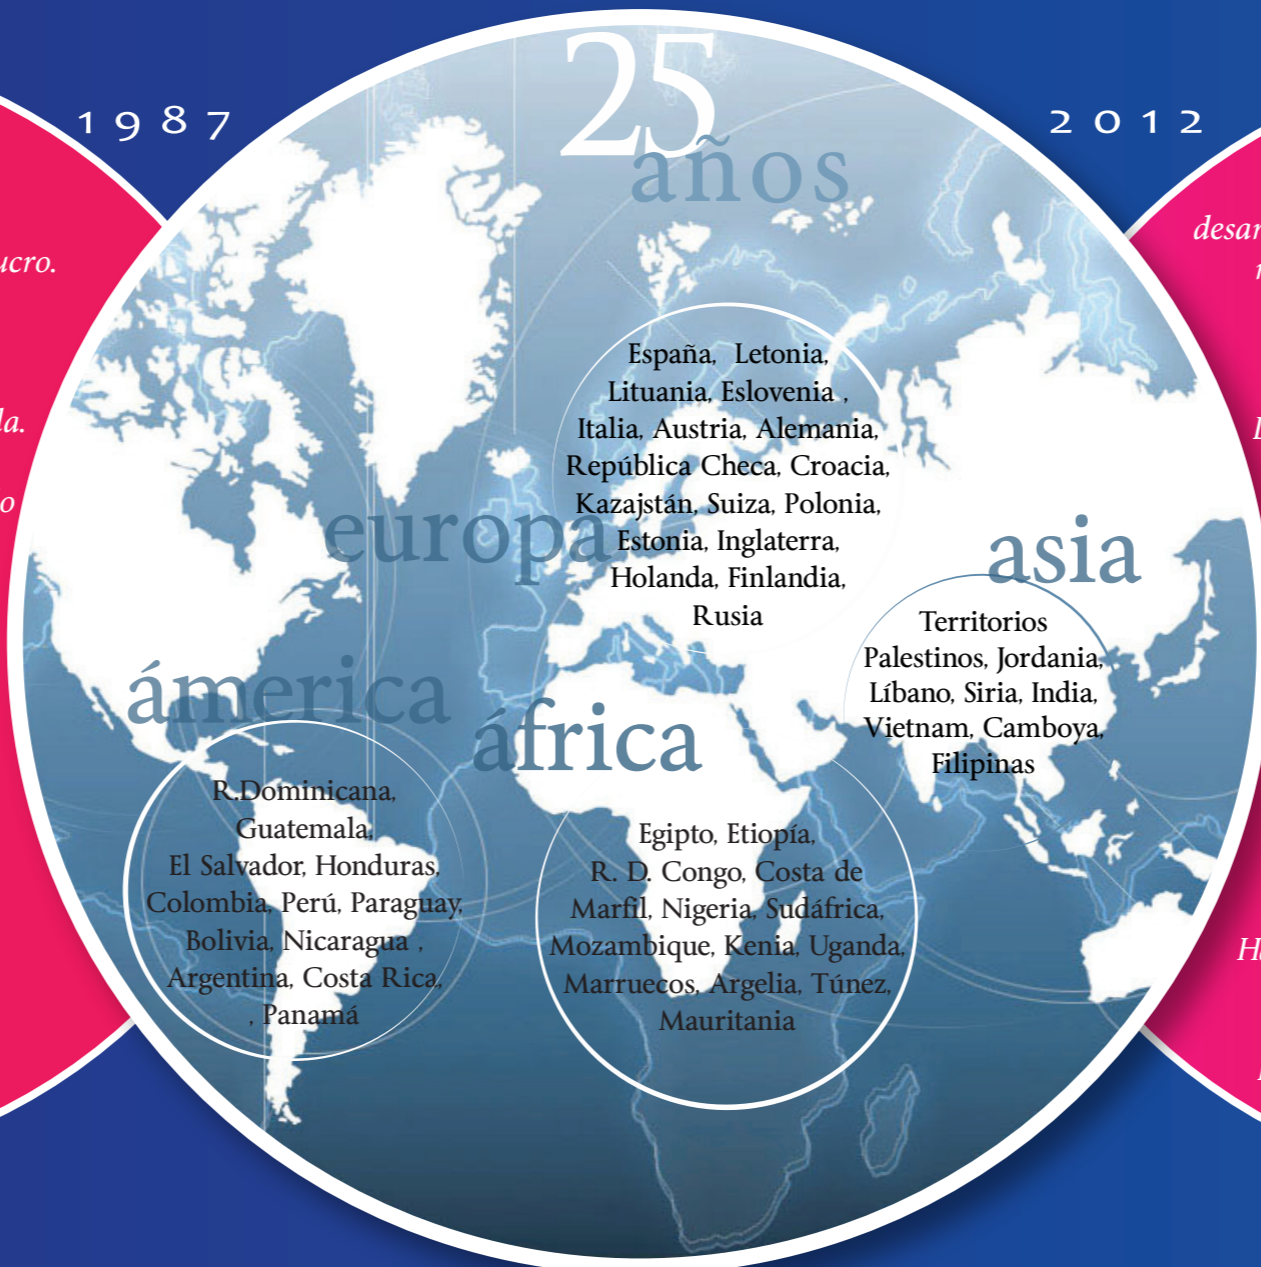 1987
25
años
2012
ucro.
la.
o
desar
España, Letonia,
Lituania, Eslovenia ,
Italia, Austria, Alemania,
República Checa, Croacia,
Kazajstán, Suiza, Polonia,
Estonia, Inglaterra,
Holanda, Finlandia,
Rusia
europa
asia
Territorios
Palestinos, Jordania,
Líbano, Siria, India,
Vietnam, Camboya,
Filipinas
ámerica
R.Dominicana,
Guatemala,
El Salvador, Honduras,
Colombia, Perú, Paraguay,
Bolivia, Nicaragua ,
Argentina, Costa Rica,
, Panamá
áfrica
Egipto, Etiopía,
R. D. Congo, Costa de
Marfil, Nigeria, Sudáfrica,
Mozambique, Kenia, Uganda,
Marruecos, Argelia, Túnez,
Mauritania